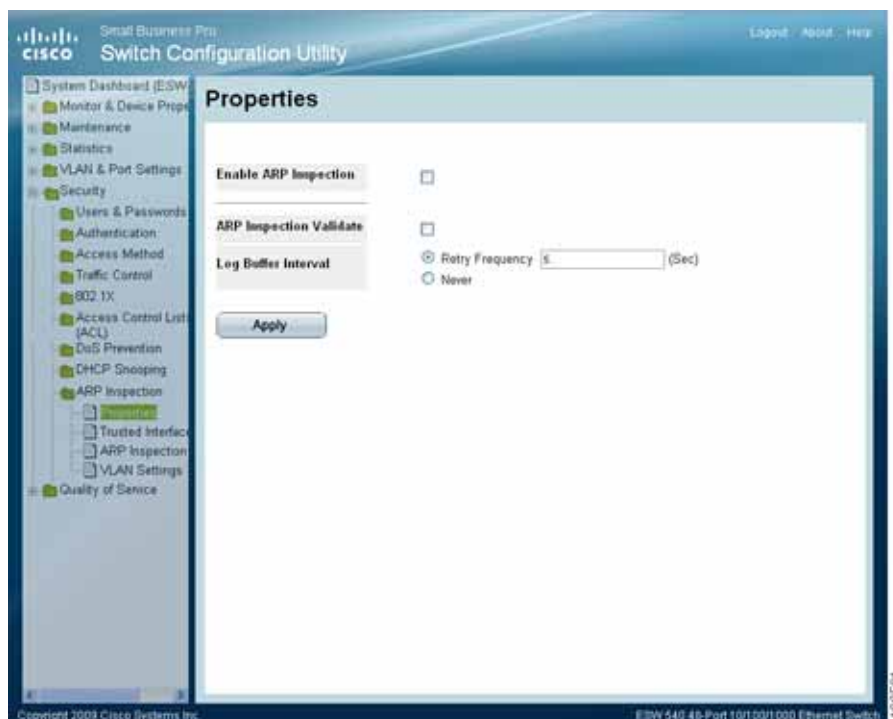 Small Business Pro
cisco Switch Configuration Utility
Logout About Help
System Dashboard (ESW
Monitor & Device Prope
Maintenance
Statistics
VLAN & Port Settings
Security
Users & Passwords
Authentication
Access Method
Traffic Control
802.1X
Access Control List
(ACL)
DoS Prevention
DHCP Snooping
ARP Inspection
Properties
Trusted Interfac
ARP Inspection
VLAN Settings
Quality of Service
Properties
Enable ARP Inspection
ARP Inspection Validate
Log Buffer Interval
Retry Frequency 5 (Sec)
Never
Apply
Copyright 2009 Cisco Systems Inc
ESW 540 48-Port 10/100/1000 Ethernet Switch